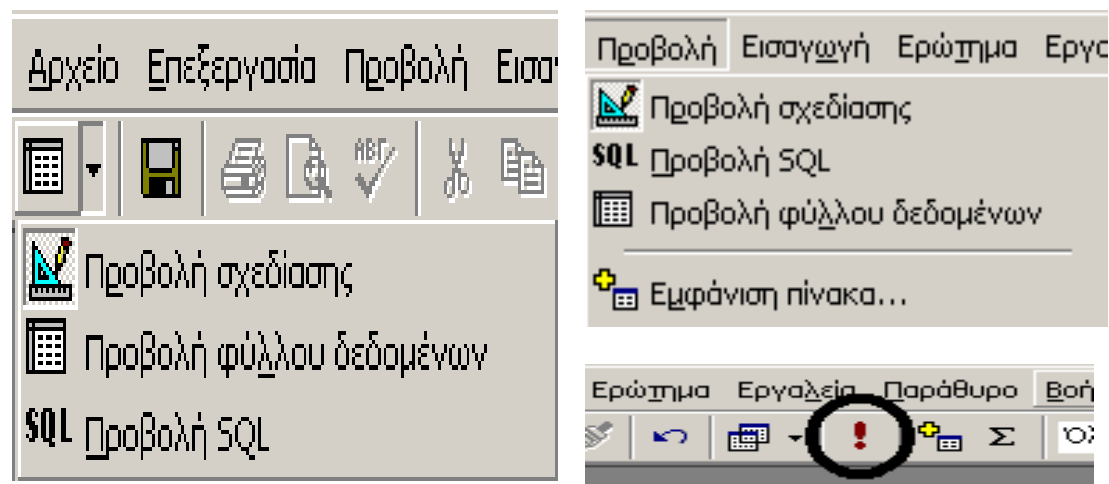 Αρχείο Επεξεργασία Προβολή
ABC
Προβολή σχεδίασης
Προβολή φύλλου δεδομένων
SQL Προβολή SQL
Προβολή Εισαγωγή Ερώτημα
Προβολή σχεδίασης
SQL Προβολή SQL
Προβολή φύλλου δεδομένων
Εμφάνιση πίνακα...
Ερώτημα Εργαλεία Παράθυρο
! Σ